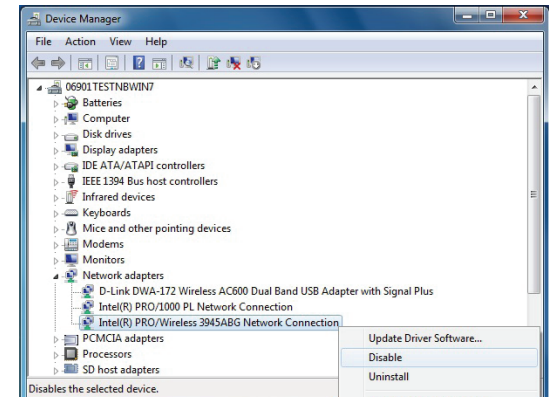 Device Manager
File Action View Help
06901TESTNBWIN7
Batteries
Computer
Disk drives
Display adapters
IDE ATA/ATAPI controllers
IEEE 1394 Bus host controllers
Infrared devices
Keyboards
Mice and other pointing devices
Modems
Monitors
Network adapters
D-Link DWA-172 Wireless AC600 Dual Band USB Adapter with Signal Plus
Intel(R) PRO/1000 PL Network Connection
Intel(R) PRO/Wireless 3945ABG Network Connection
PCMCIA adapters
Processors
SD host adapters
Update Driver Software...
Disable
Uninstall
Disables the selected device.